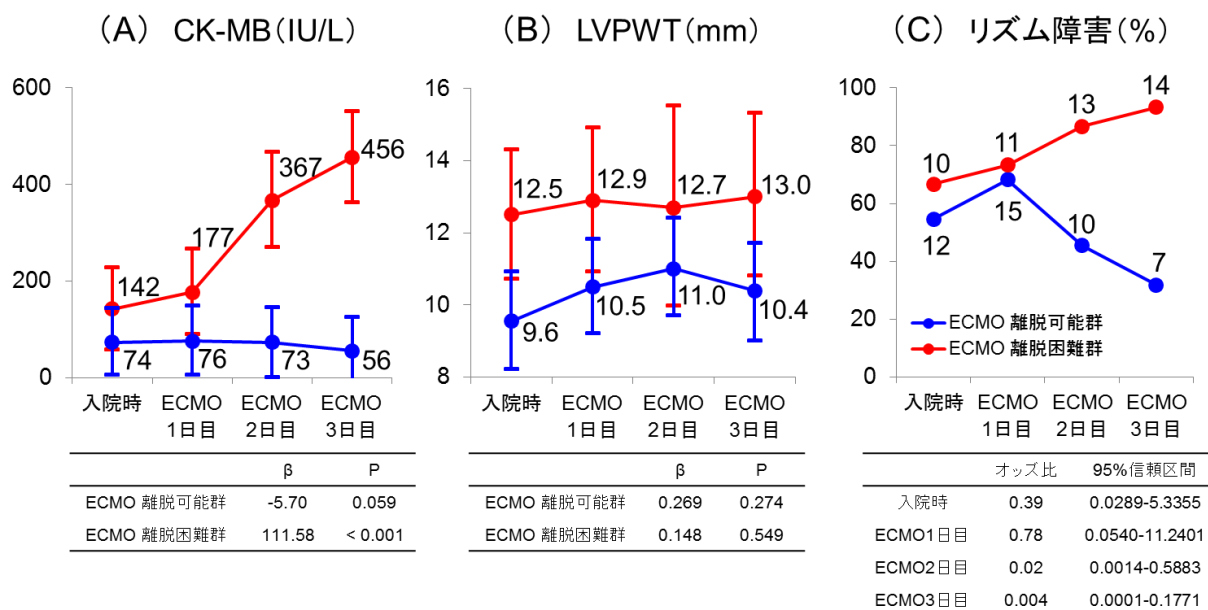 (A) CK-MB(IU/L)
600
400
200
0
142
177
367
456
74
76
73
56
入院時
ECMO
1日目
ECMO
2日目
ECMO
3日目
β P
ECMO 離脱可能群 -5.70 0.059
ECMO 離脱困難群 111.58 < 0.001
(B) LVPWT(mm)
16
14
12
10
8
12.5
12.9
12.7
13.0
9.6
10.5
11.0
10.4
入院時
ECMO
1日目
ECMO
2日目
ECMO
3日目
β P
ECMO 離脱可能群 0.269 0.274
ECMO 離脱困難群 0.148 0.549
(C) リズム障害(%)
100
80
60
40
20
0
10
11
13
14
12
15
10
7
ECMO 離脱可能群
ECMO 離脱困難群
入院時
ECMO
1日目
ECMO
2日目
ECMO
3日目
オッズ比 95%信頼区間
入院時 0.39 0.0289-5.3355
ECMO1日目 0.78 0.0540-11.2401
ECMO2日目 0.02 0.0014-0.5883
ECMO3日目 0.004 0.0001-0.1771